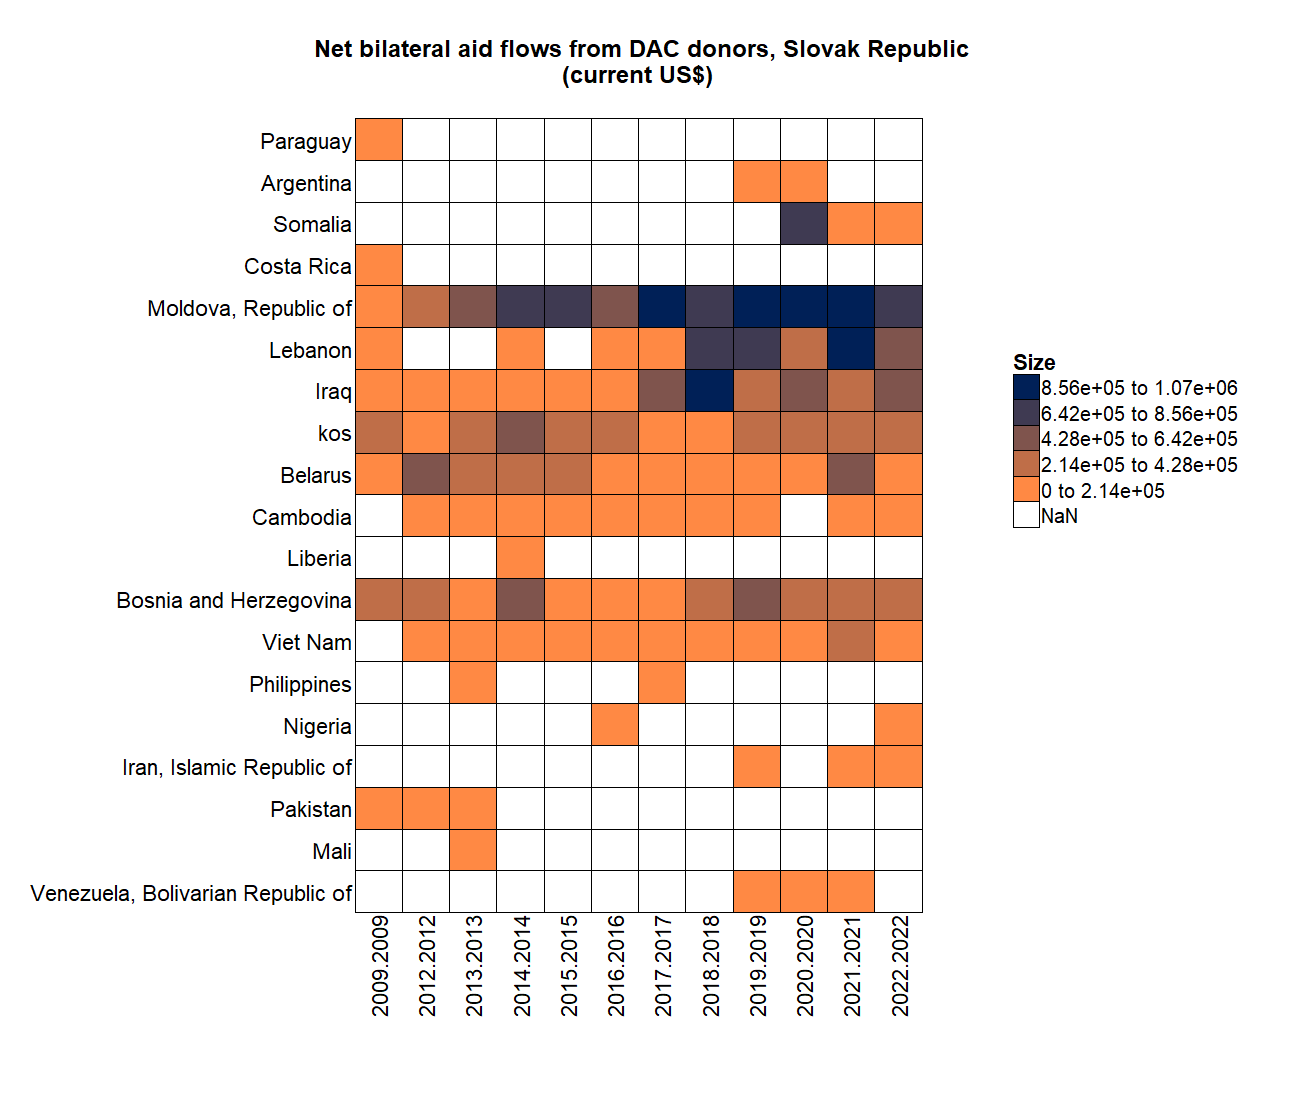 Net bilateral aid flows from DAC donors, Slovak Republic
(current US$)
Paraguay
Argentina
Somalia
Costa Rica
Moldova, Republic of
Lebanon
Iraq
kos
Belarus
Cambodia
Liberia
Bosnia and Herzegovina
Viet Nam
Philippines
Nigeria
Iran, Islamic Republic of
Pakistan
Mali
Venezuela, Bolivarian Republic of
2009.2009
2012.2012
2013.2013
2014.2014
2015.2015
2016.2016
2017.2017
2018.2018
2019.2019
2020.2020
2021.2021
2022.2022
Size
8.56e+05 to 1.07e+06
6.42e+05 to 8.56e+05
4.28e+05 to 6.42e+05
2.14e+05 to 4.28e+05
0 to 2.14e+05
NaN